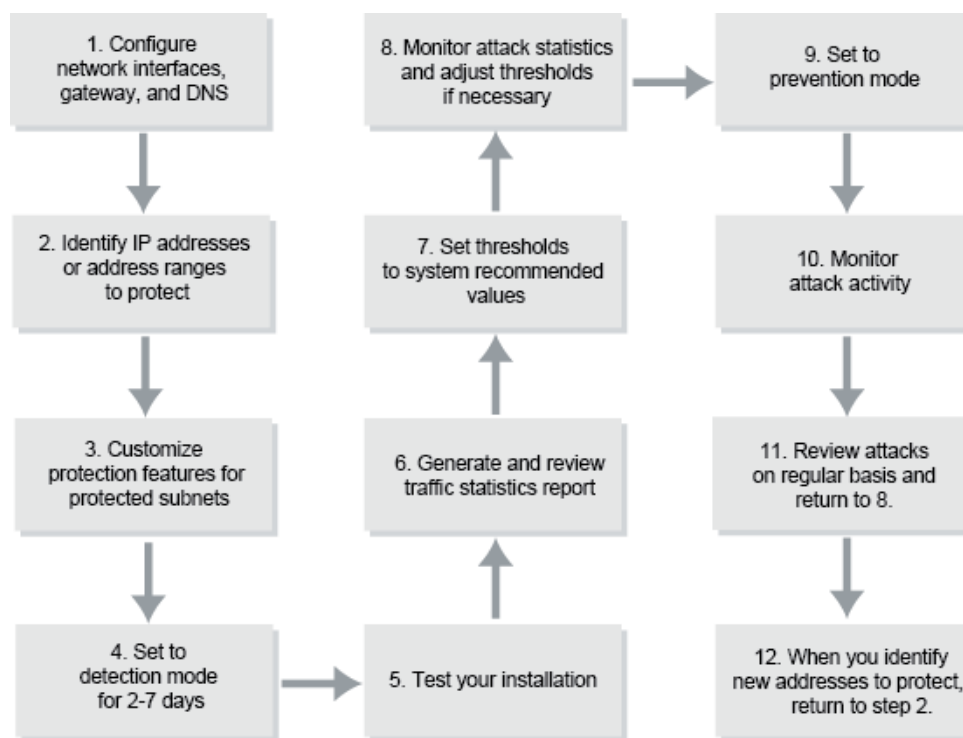 1. Configure
network interfaces,
gateway, and DNS
2. Identify IP addresses
or address ranges
to protect
3. Customize
protection features for
protected subnets
4. Set to
detection mode
for 2-7 days
5. Test your installation
6. Generate and review
traffic statistics report
7. Set thresholds
to system recommended
values
8. Monitor attack statistics
and adjust thresholds
if necessary
9. Set to
prevention mode
10. Monitor
attack activity
11. Review attacks
on regular basis and
return to 8.
12. When you identify
new addresses to protect,
return to step 2.